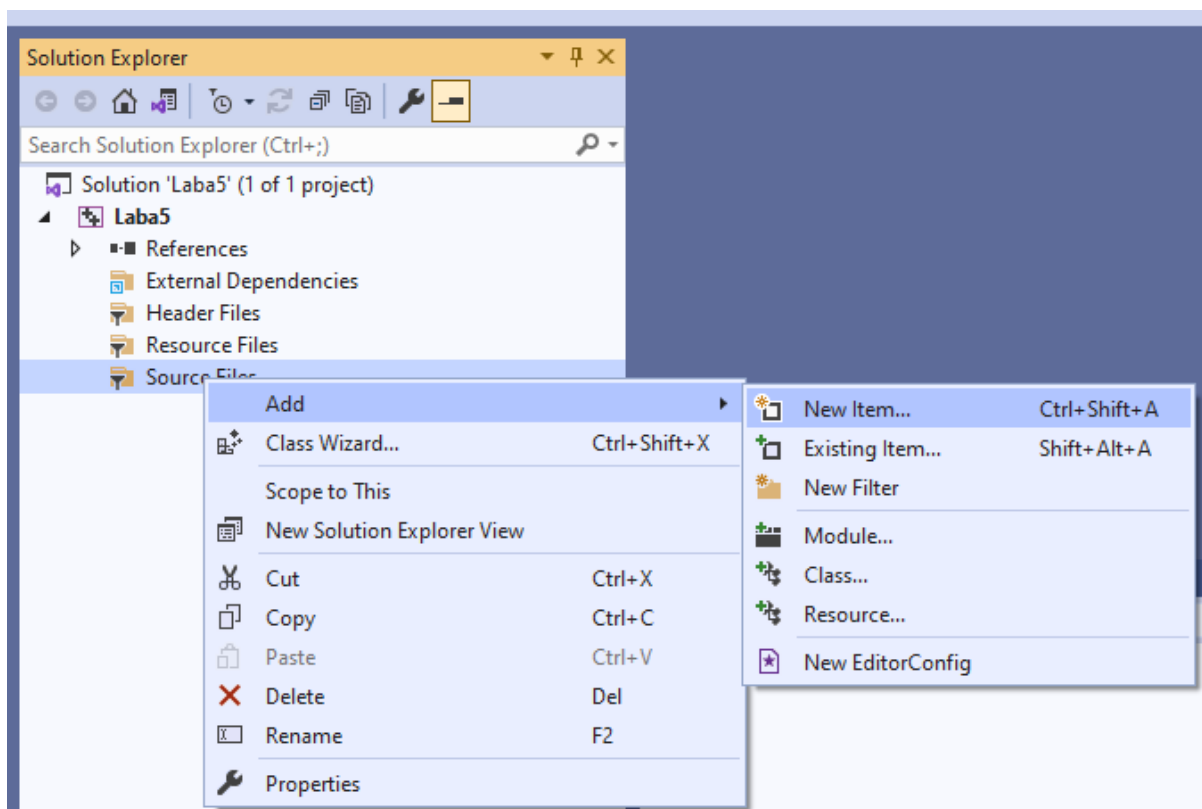 Solution Explorer
Search Solution Explorer (Ctrl+;)
Solution 'Laba5' (1 of 1 project)
Laba5
References
External Dependencies
Header Files
Resource Files
Source Files
Add
Class Wizard... Ctrl+Shift+X
Scope to This
New Solution Explorer View
Cut Ctrl+X
Copy Ctrl+C
Paste Ctrl+V
Delete Del
Rename F2
Properties
New Item... Ctrl+Shift+A
Existing Item... Shift+Alt+A
New Filter
Module...
Class...
Resource...
New EditorConfig